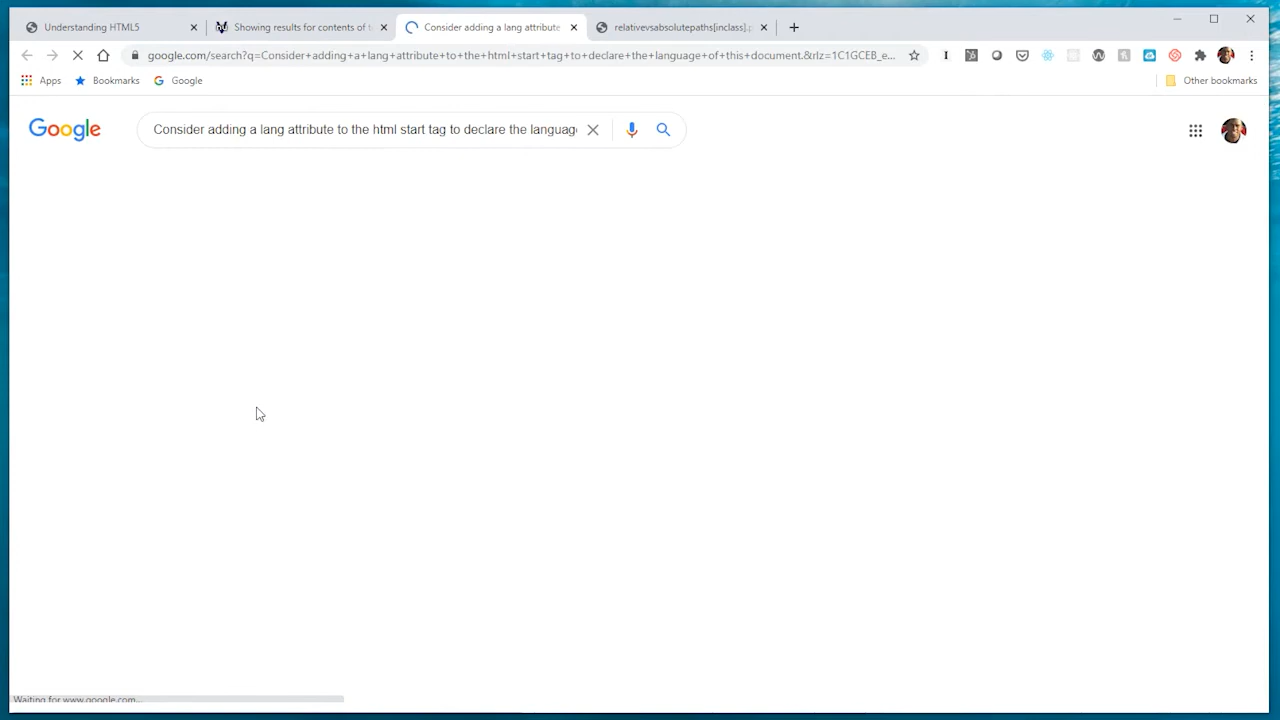 Understanding HTML5
Showing results for contents of t
Consider adding a lang attribute
relativevsabsolutepaths[inclass].p
google.com/search?q=Consider+adding+a+lang+attribute+to+the+html+start+tag+to+declare+the+language+of+this+document.&rlz=1C1GCEB_e...
Apps
Bookmarks
Google
Other bookmarks
Google
Consider adding a lang attribute to the html start tag to declare the language
Waiting for www.google.com...